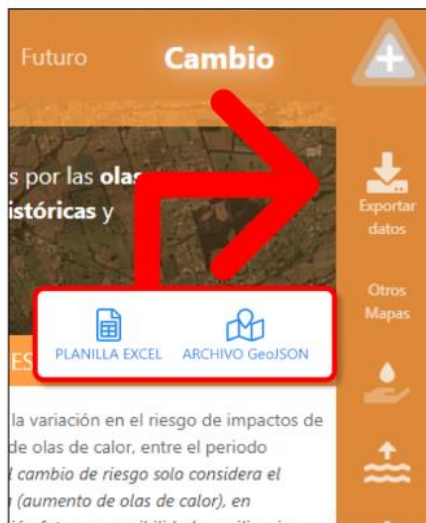 Futuro
Cambio
s por las olas
istóricas y
Exportar
datos
Otros
Mapas
PLANILLA EXCEL
ARCHIVO GeoJSON
ES
la variación en el riesgo de impactos de
de olas de calor, entre el periodo
l cambio de riesgo solo considera el
(aumento de olas de calor), en